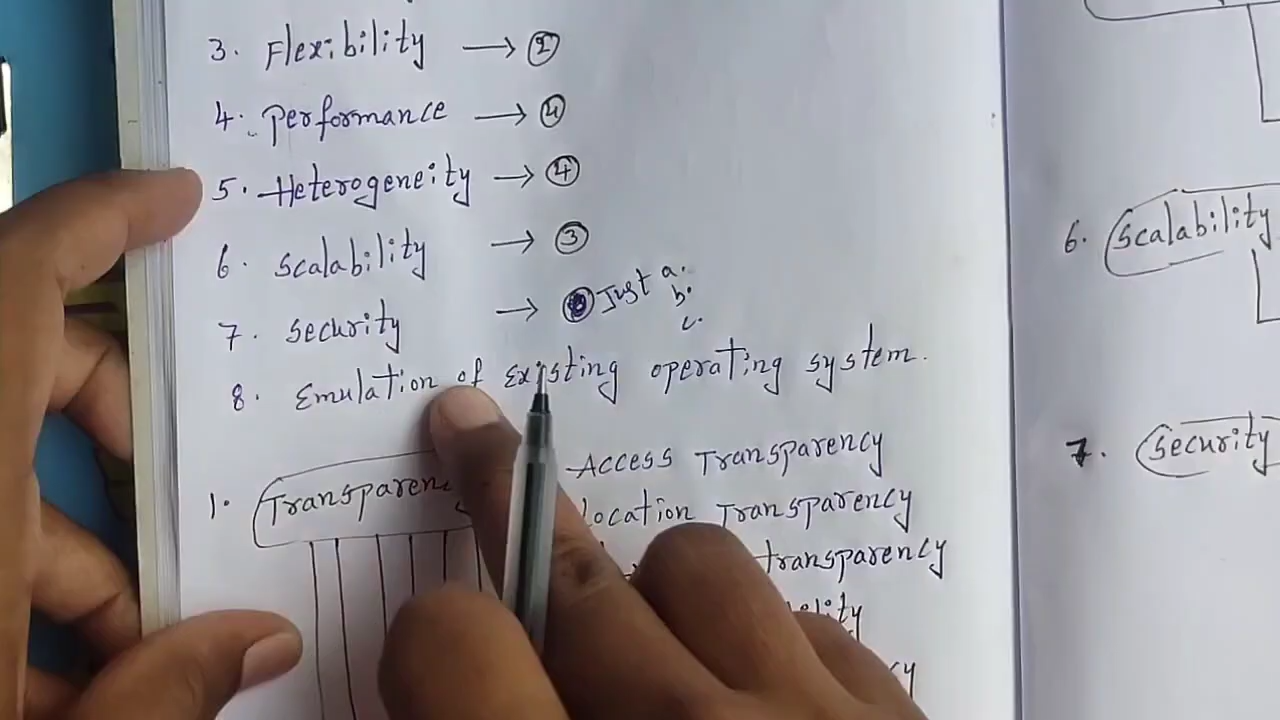 3. Flexibility → 2
4. Performance → 4
5. Heterogeneity → 4
6. Scalability → 3
7. Security → Just a.
b.
c.
8. Emulation of Existing operating system.
1. Transparen
Access Transparency
location Transparency
transparency
6. Scalability
7. Security